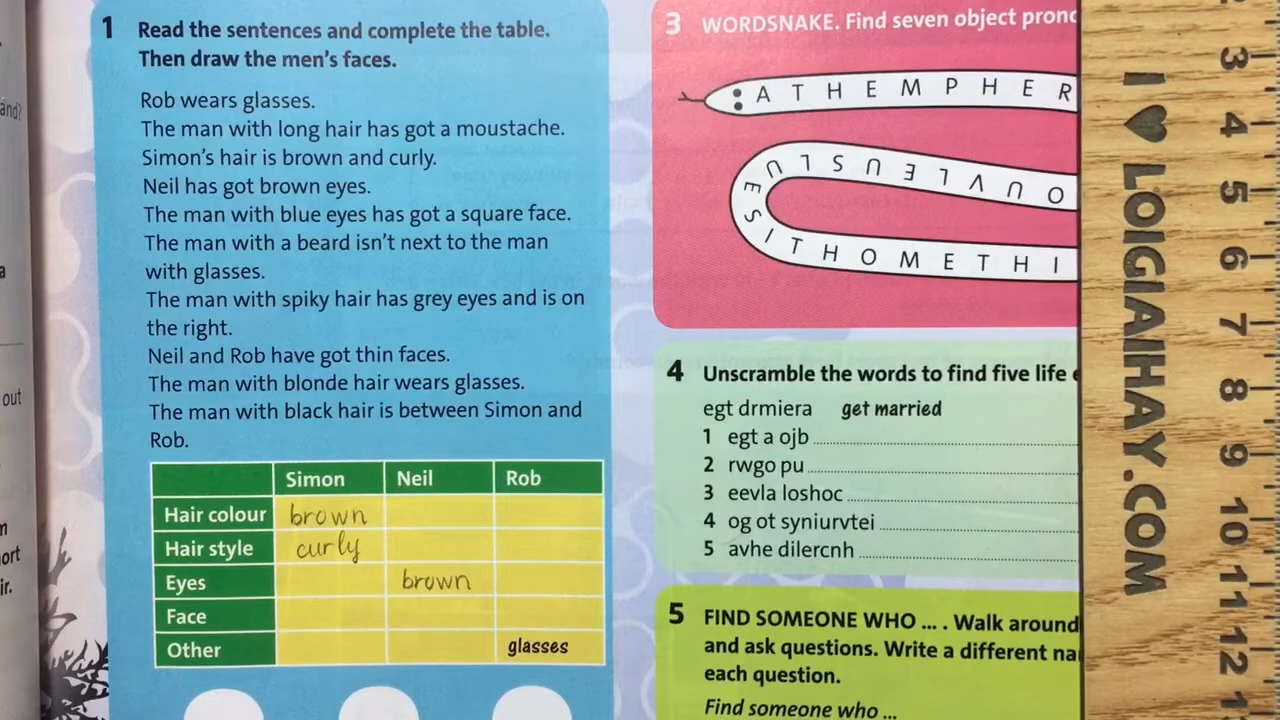 1 Read the sentences and complete the table.
Then draw the men's faces.
Rob wears glasses.
The man with long hair has got a moustache.
Simon's hair is brown and curly.
Neil has got brown eyes.
The man with blue eyes has got a square face.
The man with a beard isn't next to the man
with glasses.
The man with spiky hair has grey eyes and is on
the right.
Neil and Rob have got thin faces.
The man with blonde hair wears glasses.
The man with black hair is between Simon and
Rob.
Simon Neil Rob
Hair colour brown
Hair style curly
Eyes brown
Face
Other glasses
3 WORDSNAKE. Find seven object pron
A T H E M P H E R
O U V L E U S L U
E S I T H O M E T H I
4 Unscramble the words to find five life
egt drmiera get married
1 egt a ojb
2 rwgo pu
3 eevla loshoc
4 og ot syniurvtei
5 avhe dilercnh
5 FIND SOMEONE WHO ... . Walk around
and ask questions. Write a different na
each question.
Find someone who ...
out
ort
ir.
I ♥ LOIGIAIHAY.COM
3 4 5 6 7 8 9 10 11 12